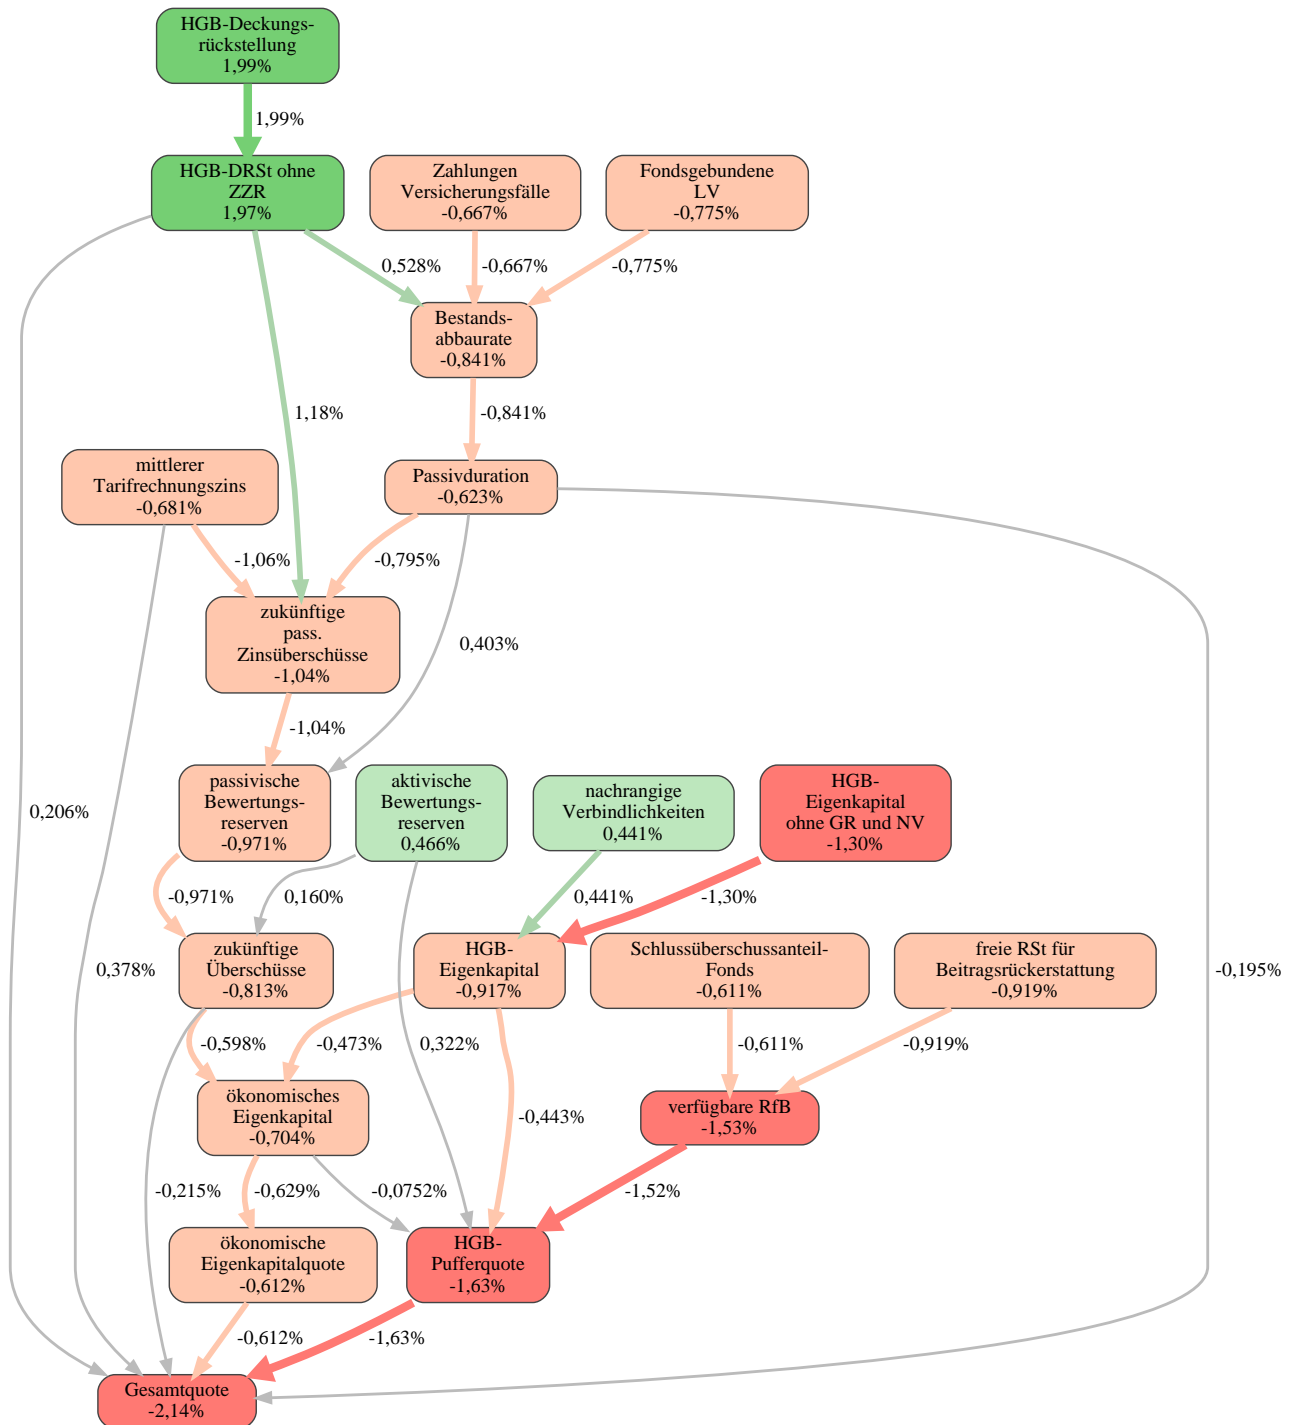 HGB-Deckungs-
rückstellung
1,99%
1,99%
HGB-DRSt ohne
ZZR
1,97%
Zahlungen
Versicherungsfälle
-0,667%
Fondsgebundene
LV
-0,775%
0,528%
-0,667%
-0,775%
Bestands-
abbaurate
-0,841%
1,18%
-0,841%
mittlerer
Tarifrechnungszins
-0,681%
Passivduration
-0,623%
-1,06%
-0,795%
zukünftige
pass.
Zinsüberschüsse
-1,04%
0,403%
-1,04%
passivische
Bewertungs-
reserven
-0,971%
aktivische
Bewertungs-
reserven
0,466%
nachrangige
Verbindlichkeiten
0,441%
HGB-
Eigenkapital
ohne GR und NV
-1,30%
0,206%
-0,971%
0,160%
0,441%
-1,30%
zukünftige
Überschüsse
-0,813%
0,378%
HGB-
Eigenkapital
-0,917%
Schlussüberschussanteil-
Fonds
-0,611%
freie RSt für
Beitragsrückerstattung
-0,919%
-0,195%
-0,598%
-0,473%
0,322%
-0,611%
-0,919%
ökonomisches
Eigenkapital
-0,704%
-0,443%
verfügbare RfB
-1,53%
-0,215%
-0,629%
-0,0752%
-1,52%
ökonomische
Eigenkapitalquote
-0,612%
HGB-
Pufferquote
-1,63%
-0,612%
-1,63%
Gesamtquote
-2,14%